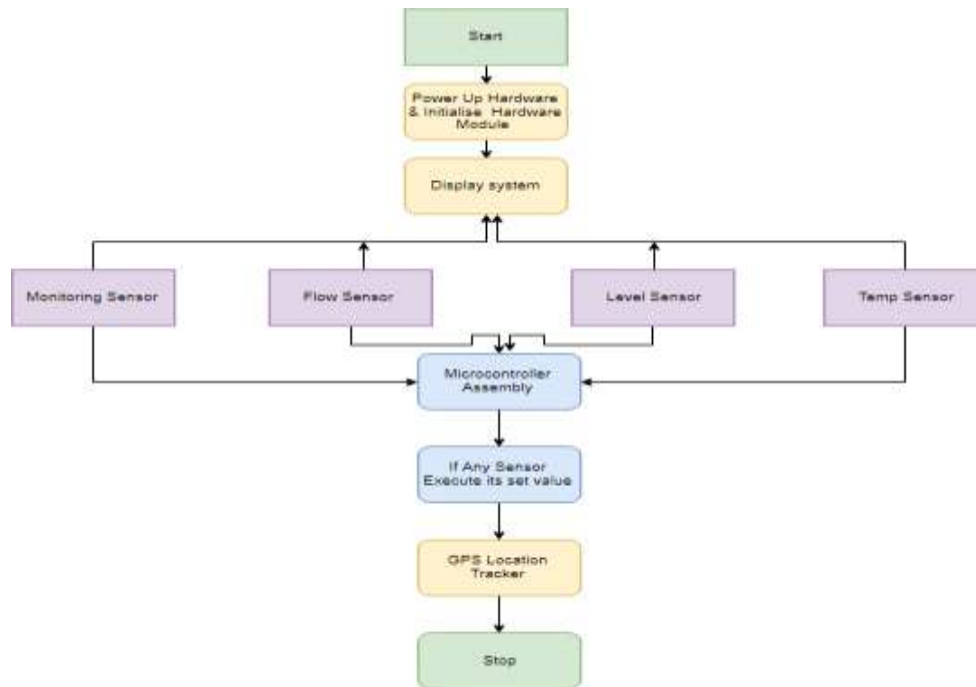 Start
Power Up Hardware
& Initialise Hardware
Module
Display system
Monitoring Sensor
Flow Sensor
Level Sensor
Temp Sensor
Microcontroller
Assembly
If Any Sensor
Execute its set value
GPS Location
Tracker
Stop